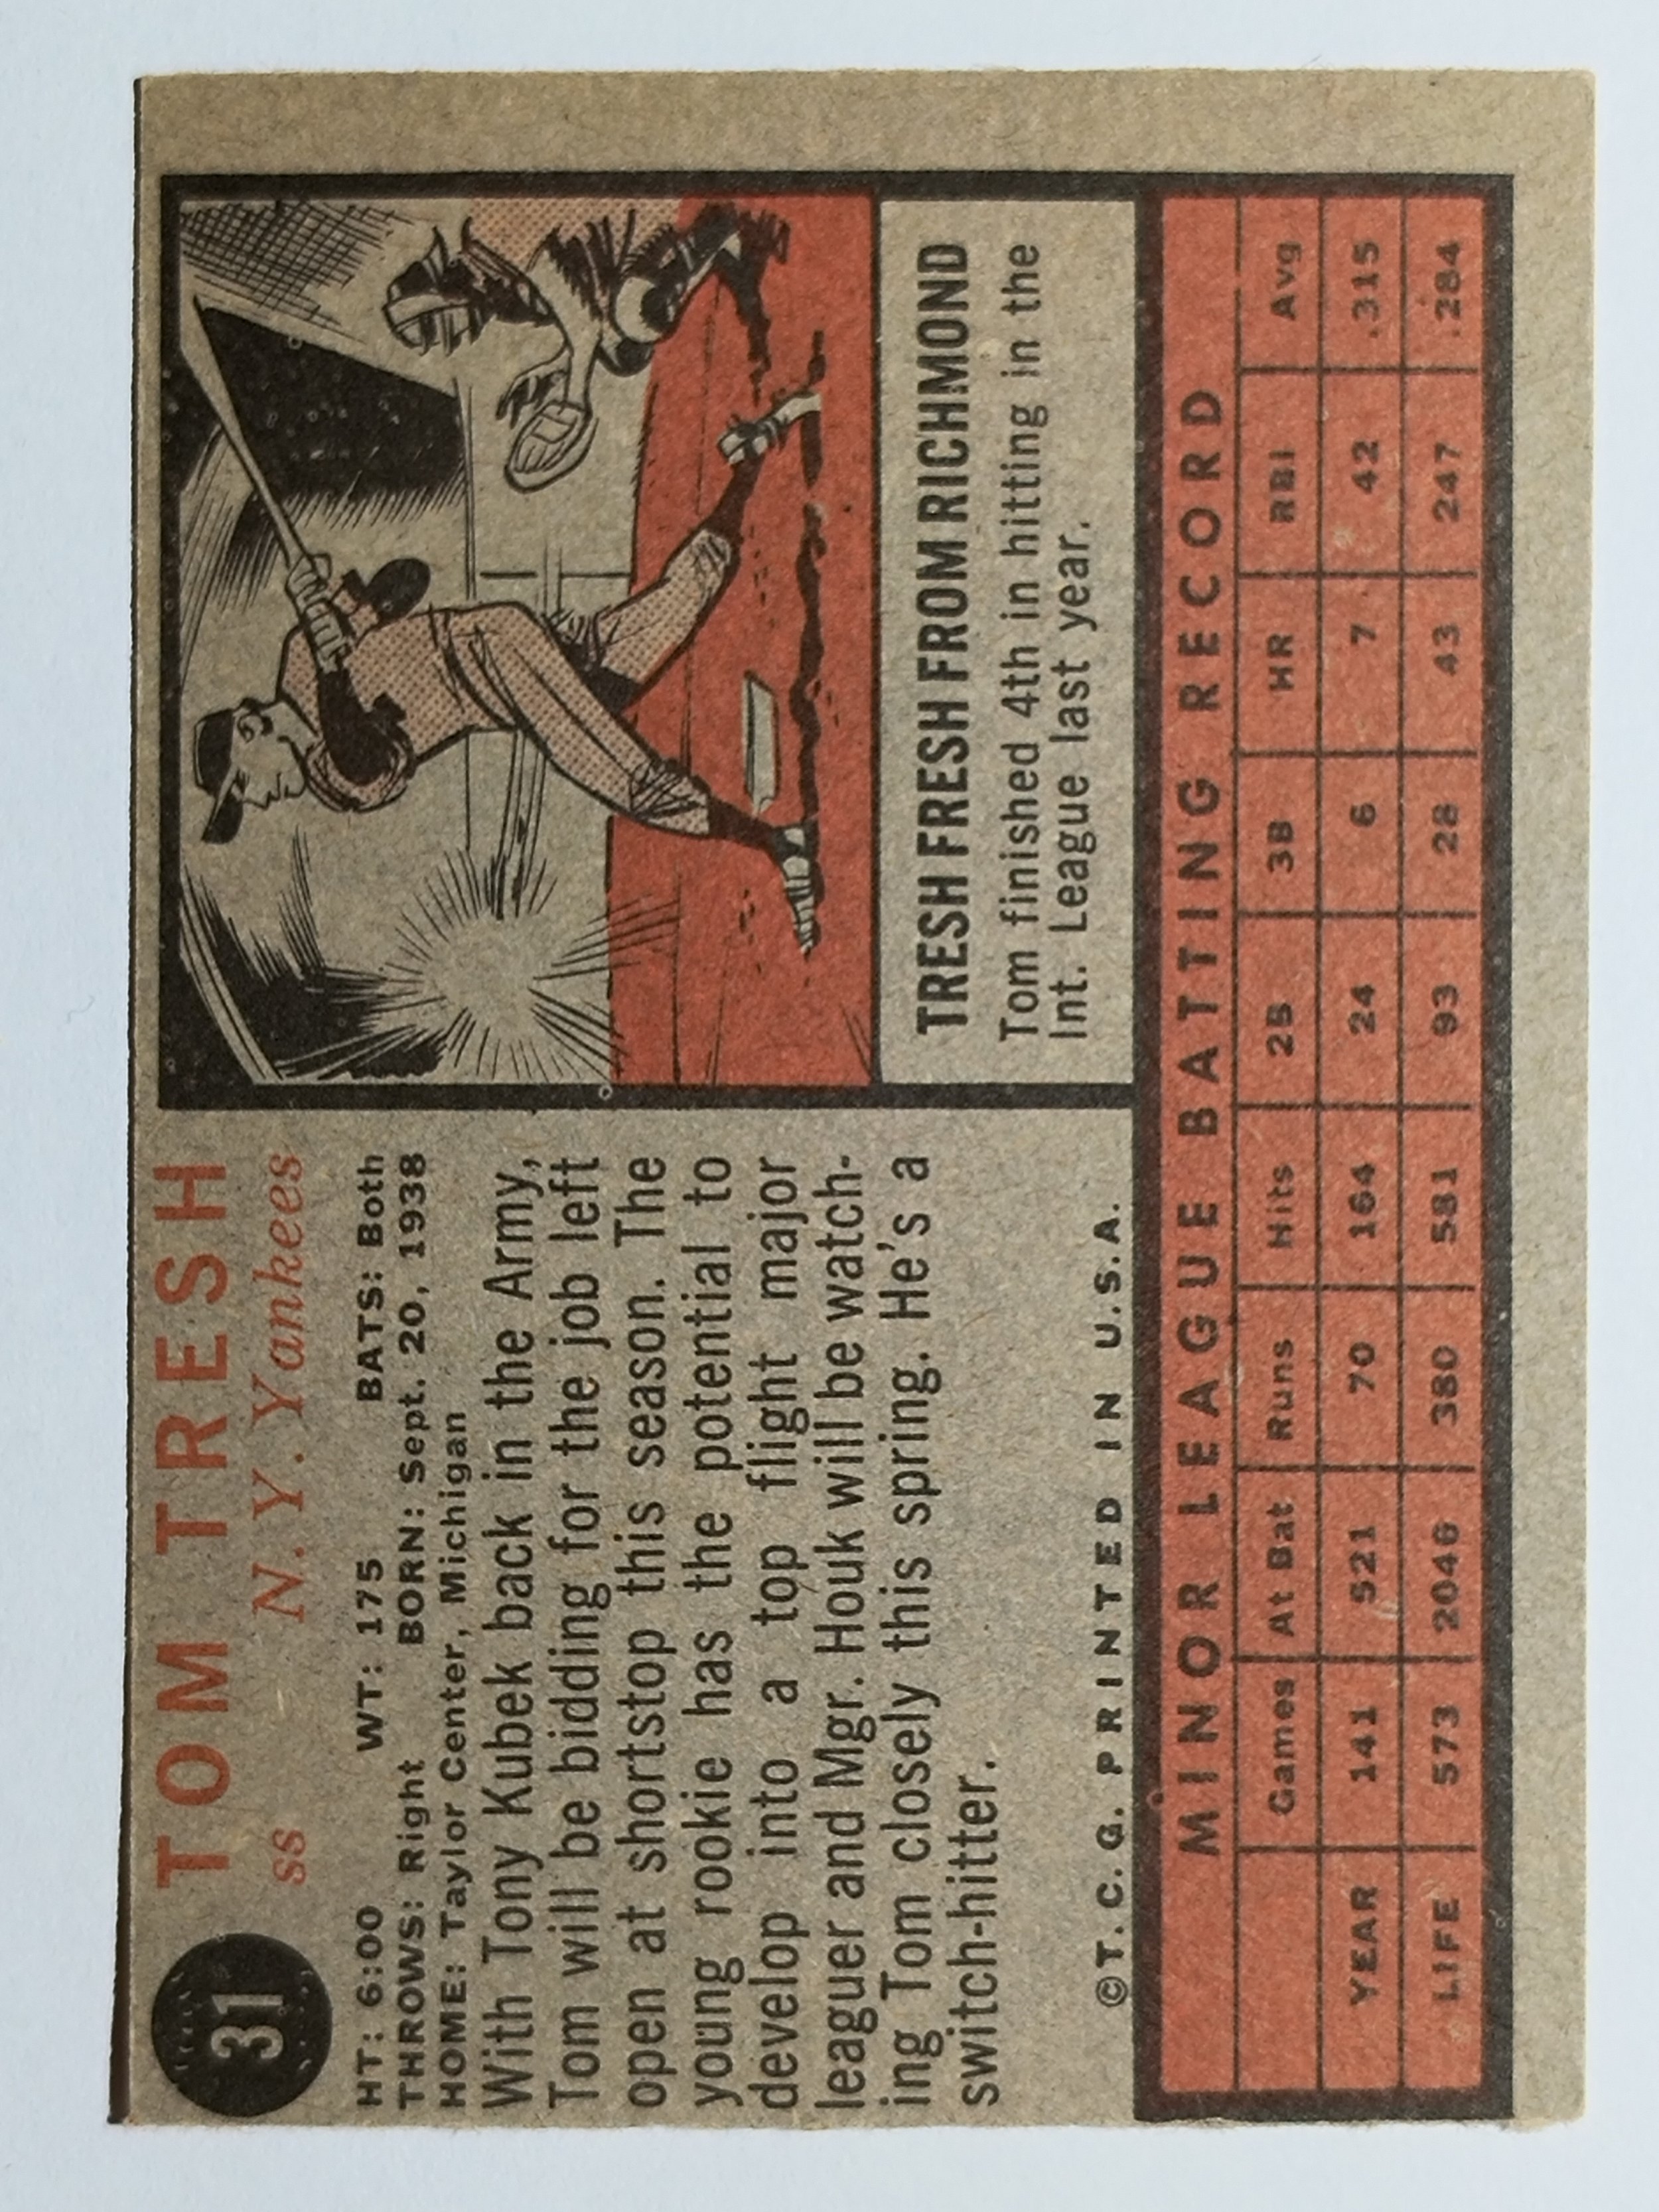 31
TOM TRESH
ss N. Y. Yankees
HT: 6:00 WT: 175 BATS: Both
THROWS: Right BORN: Sept. 20, 1938
HOME: Taylor Center, Michigan
With Tony Kubek back in the Army,
Tom will be bidding for the job left
open at shortstop this season. The
young rookie has the potential to
develop into a top flight major
leaguer and Mgr. Houk will be watch-
ing Tom closely this spring. He's a
switch-hitter.
©T. C. G. PRINTED IN U.S.A.
TRESH FRESH FROM RICHMOND
Tom finished 4th in hitting in the
Int. League last year.
MINOR LEAGUE BATTING RECORD
Games At Bat Runs Hits 2B 3B HR RBI Avg
YEAR 141 521 70 164 24 6 7 42 .315
LIFE 573 2046 380 581 93 28 43 247 .284